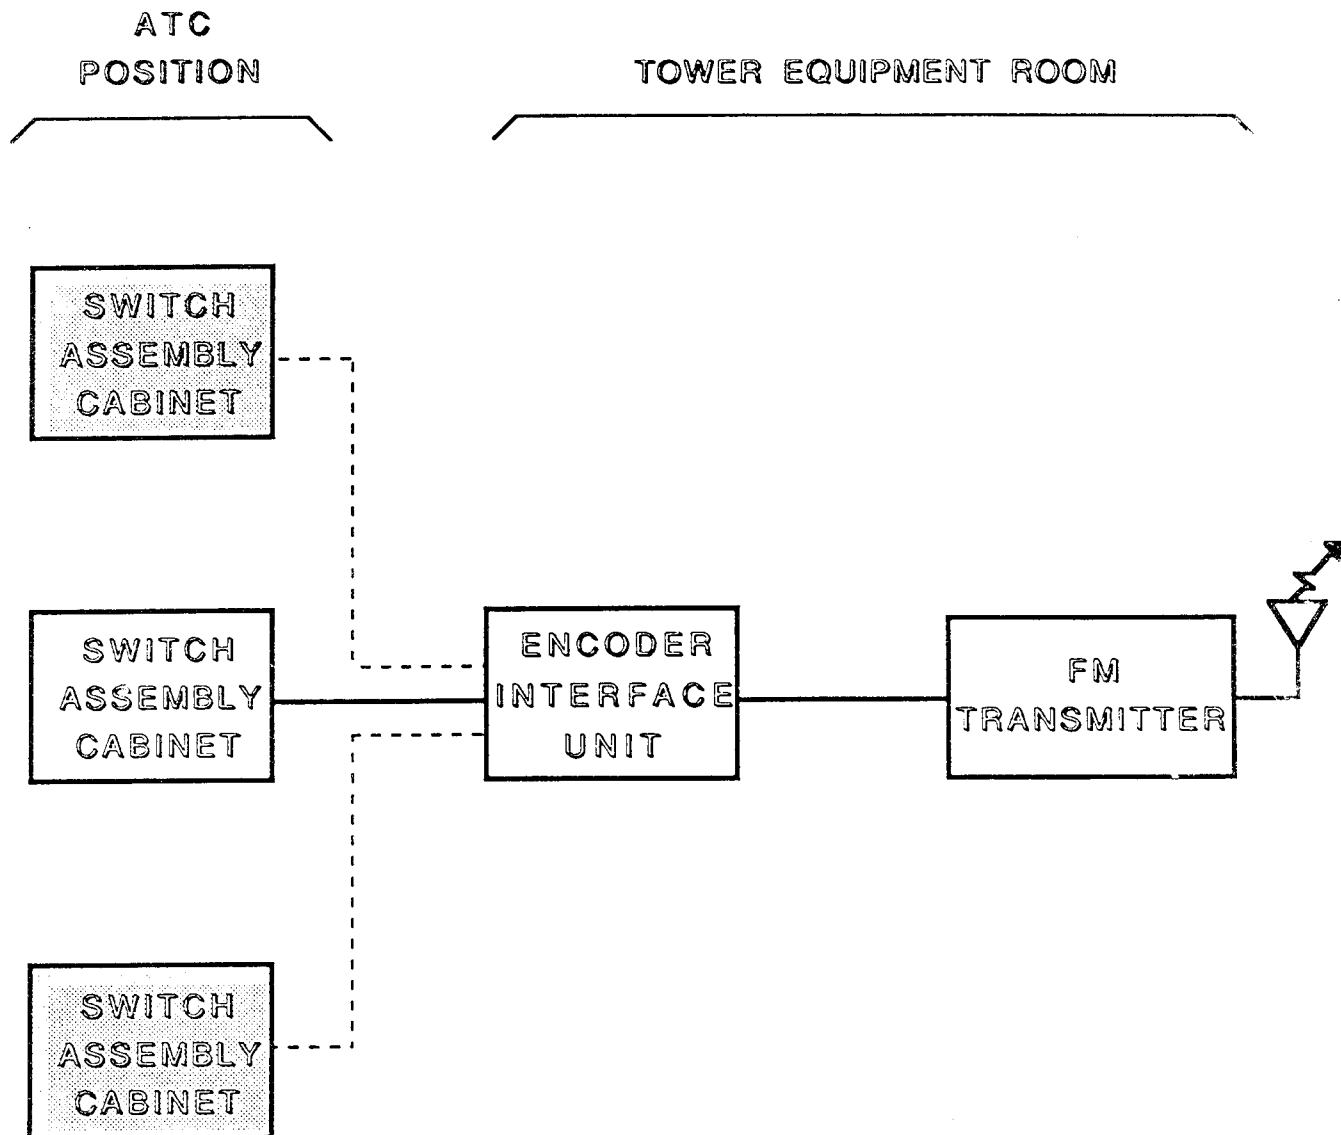 ATC
POSITION
TOWER EQUIPMENT ROOM
SWITCH
ASSEMBLY
CABINET
SWITCH
ASSEMBLY
CABINET
ENCODER
INTERFACE
UNIT
FM
TRANSMITTER
SWITCH
ASSEMBLY
CABINET